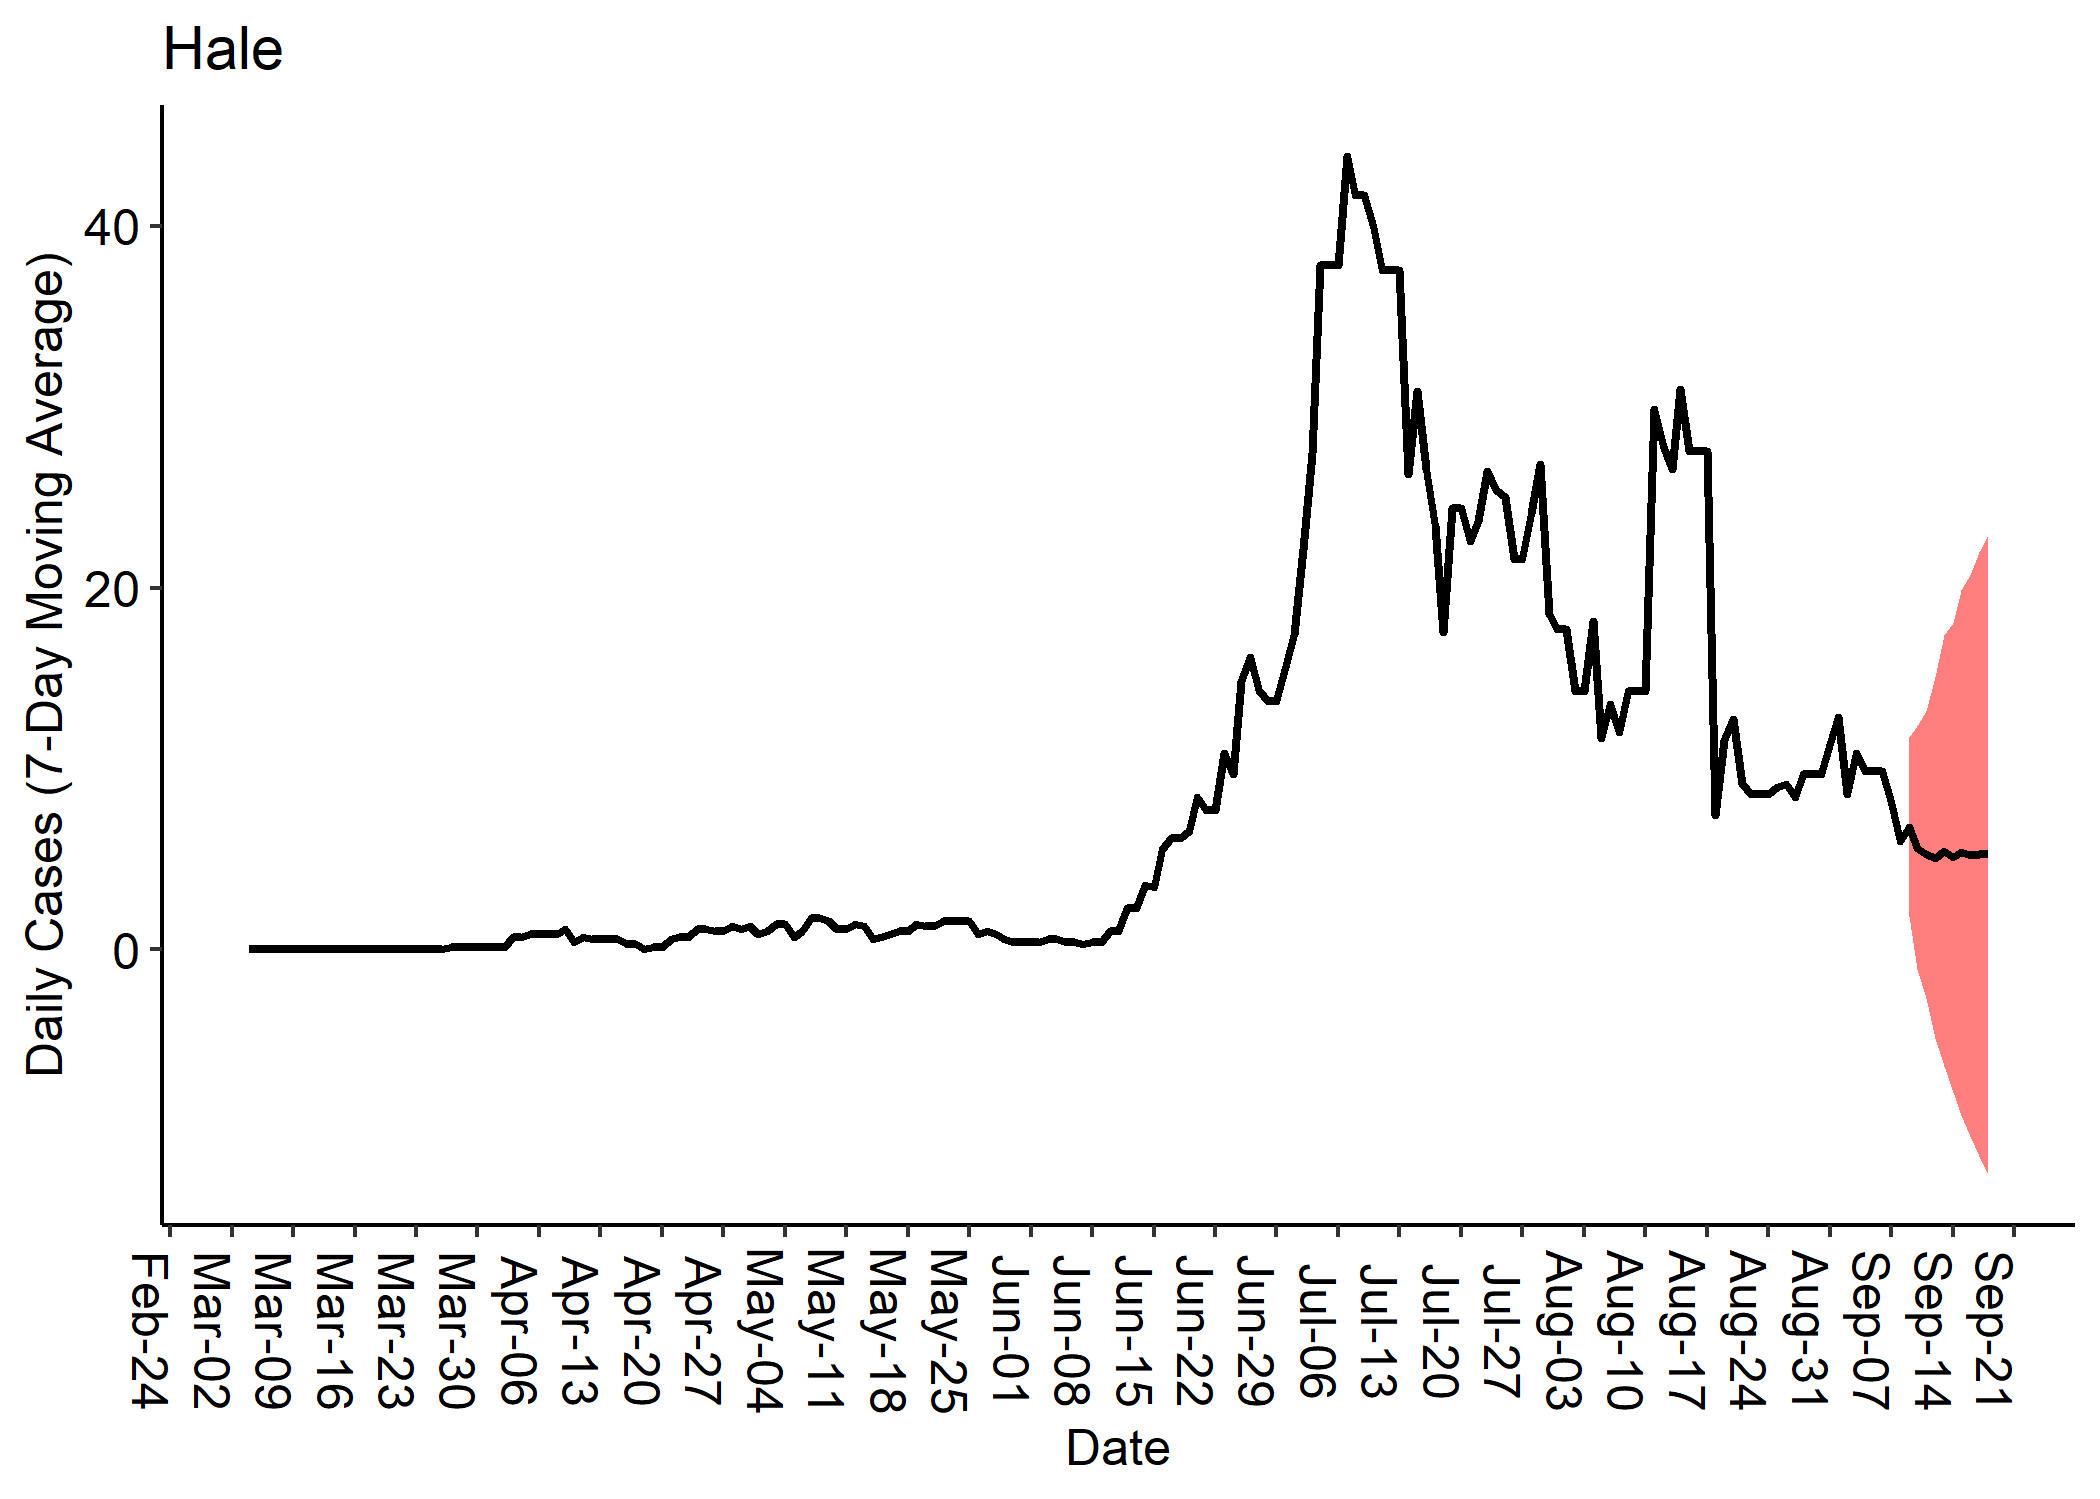 Hale
Daily Cases (7-Day Moving Average)
40
20
0
Feb-24
Mar-02
Mar-09
Mar-16
Mar-23
Mar-30
Apr-06
Apr-13
Apr-20
Apr-27
May-04
May-11
May-18
May-25
Jun-01
Jun-08
Jun-15
Jun-22
Jun-29
Jul-06
Jul-13
Jul-20
Jul-27
Aug-03
Aug-10
Aug-17
Aug-24
Aug-31
Sep-07
Sep-14
Sep-21
Date